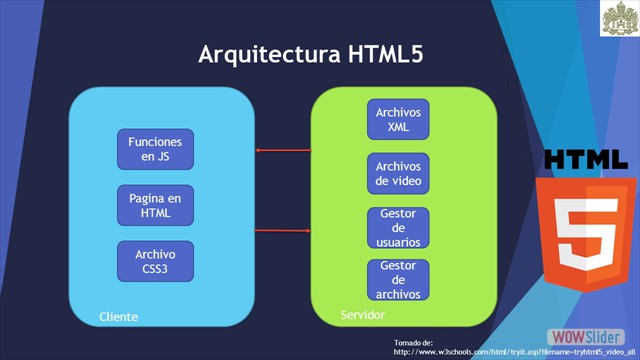 Arquitectura HTML5
Funciones
en JS
Pagina en
HTML
Archivo
CSS3
Cliente
Archivos
XML
Archivos
de video
Gestor
de
usuarios
Gestor
de
archivos
Servidor
HTML
5
WOWSlider
Tomado de:
http://www.w3schools.com/html/tryit.asp?filename=tryhtml5_video_all